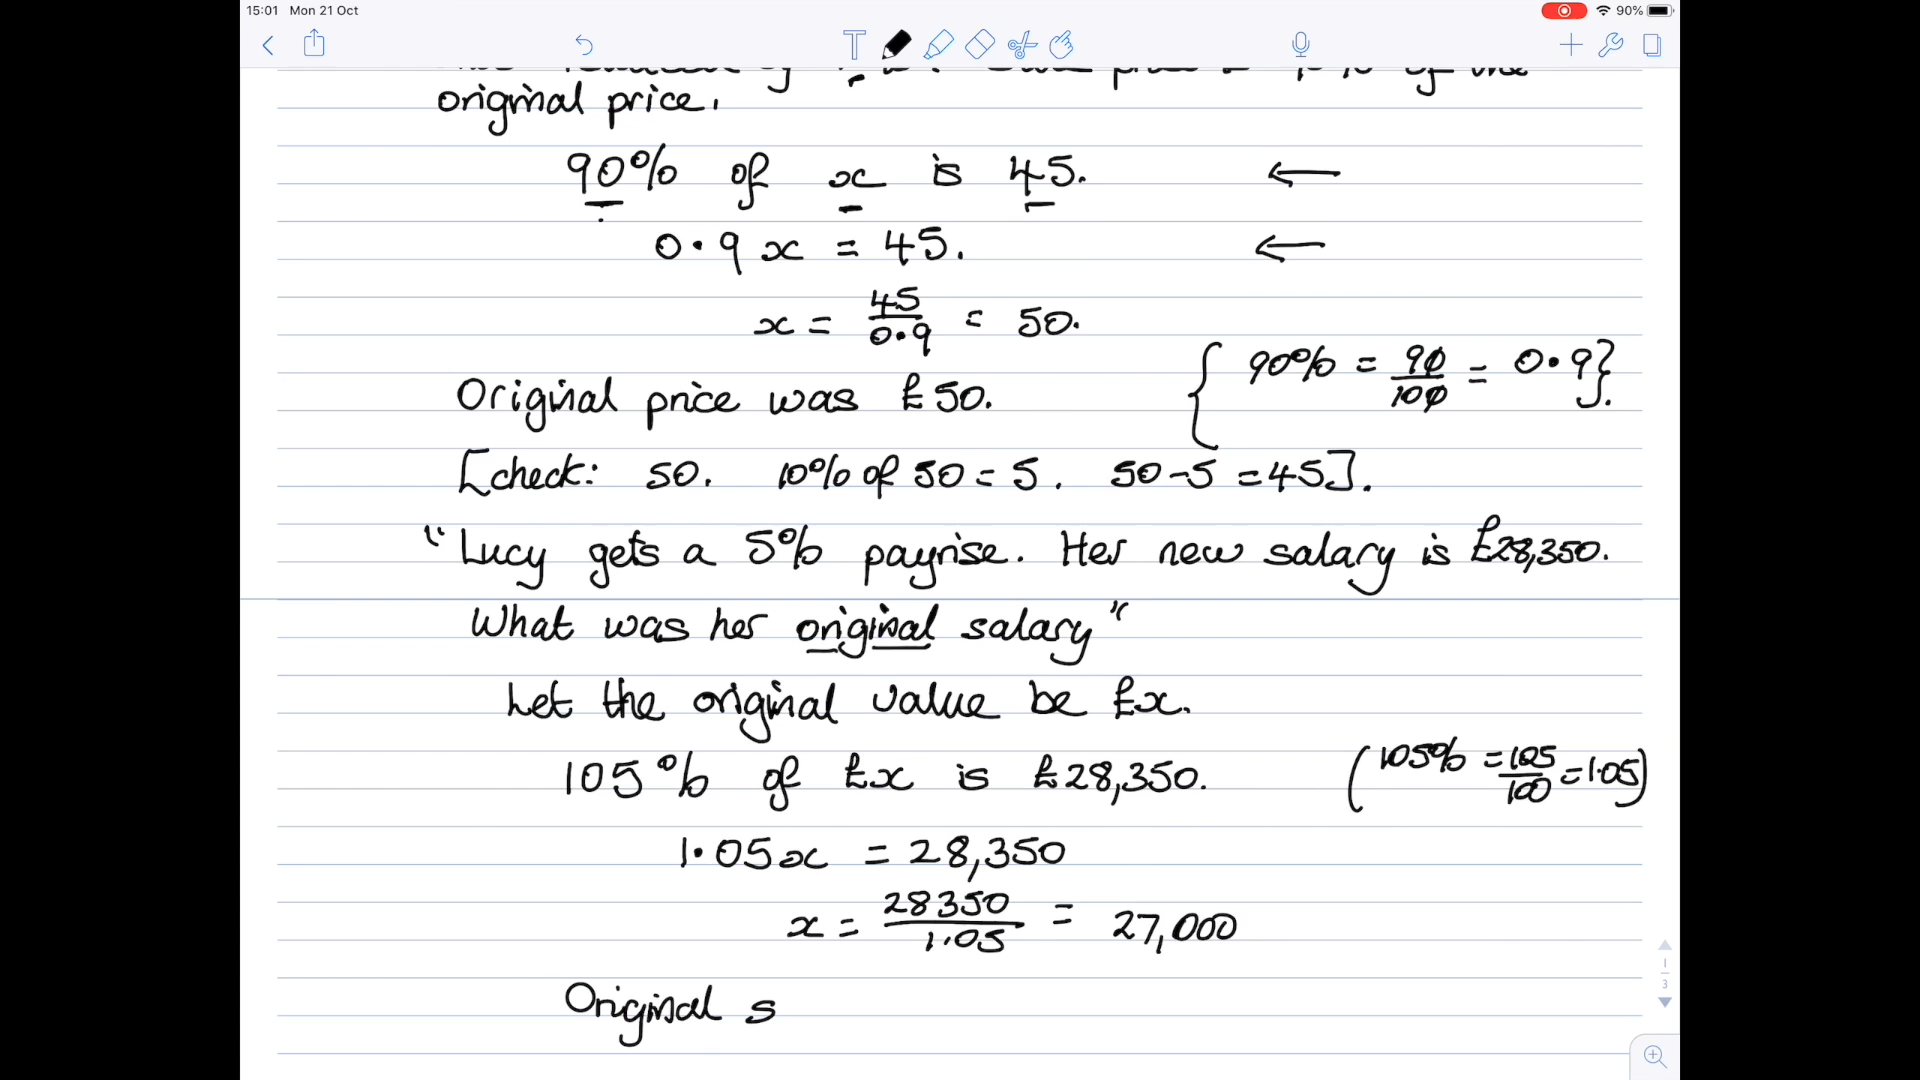 15:01 Mon 21 Oct
90%
of the
original price.
90% of x is 45. ←
0.9x = 45. ←
x = 45/0.9 = 50.
{ 90% = 90/100 = 0.9}.
Original price was £50.
[check: 50. 10% of 50 = 5. 50-5 = 45].
"Lucy gets a 5% payrise. Her new salary is £28,350.
What was her original salary"
Let the original value be £x.
105% of £x is £28,350. (105% = 105/100 = 1.05)
1.05x = 28,350
x = 28350/1.05 = 27,000
1
3
Original s